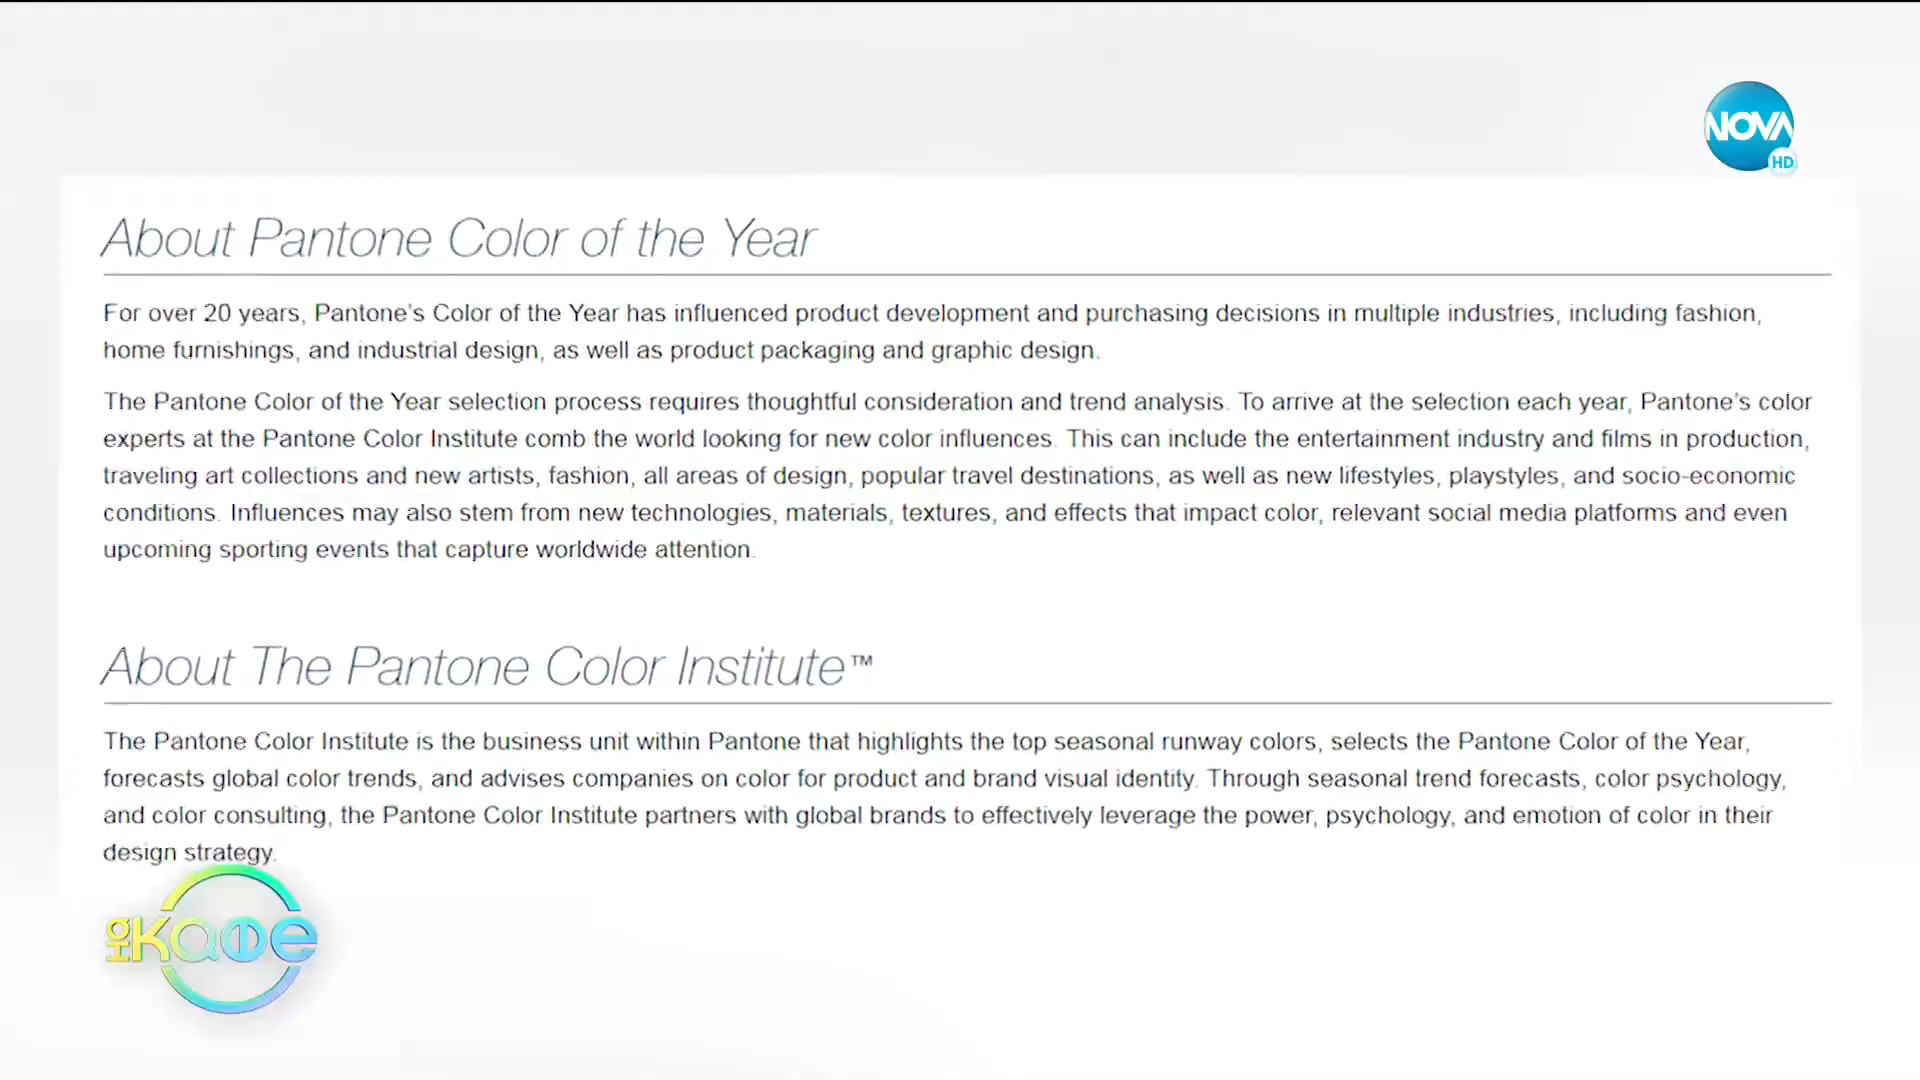 NOVA
HD
About Pantone Color of the Year
For over 20 years, Pantone's Color of the Year has influenced product development and purchasing decisions in multiple industries, including fashion,
home furnishings, and industrial design, as well as product packaging and graphic design.
The Pantone Color of the Year selection process requires thoughtful consideration and trend analysis. To arrive at the selection each year, Pantone's color
experts at the Pantone Color Institute comb the world looking for new color influences. This can include the entertainment industry and films in production,
traveling art collections and new artists, fashion, all areas of design, popular travel destinations, as well as new lifestyles, playstyles, and socio-economic
conditions. Influences may also stem from new technologies, materials, textures, and effects that impact color, relevant social media platforms and even
upcoming sporting events that capture worldwide attention.
About The Pantone Color Institute™
The Pantone Color Institute is the business unit within Pantone that highlights the top seasonal runway colors, selects the Pantone Color of the Year,
forecasts global color trends, and advises companies on color for product and brand visual identity. Through seasonal trend forecasts, color psychology,
and color consulting, the Pantone Color Institute partners with global brands to effectively leverage the power, psychology, and emotion of color in their
design strategy.
на кафе